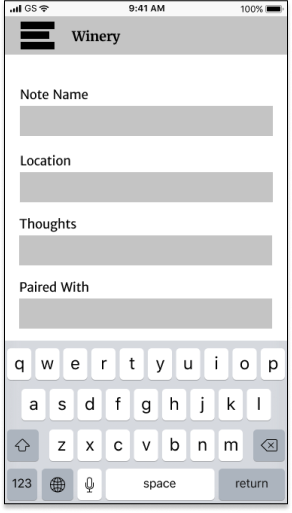 GS 9:41 AM 100%
Winery
Note Name
Location
Thoughts
Paired With
q w e r t y u i o p
a s d f g h j k l
z x c v b n m
123 space return